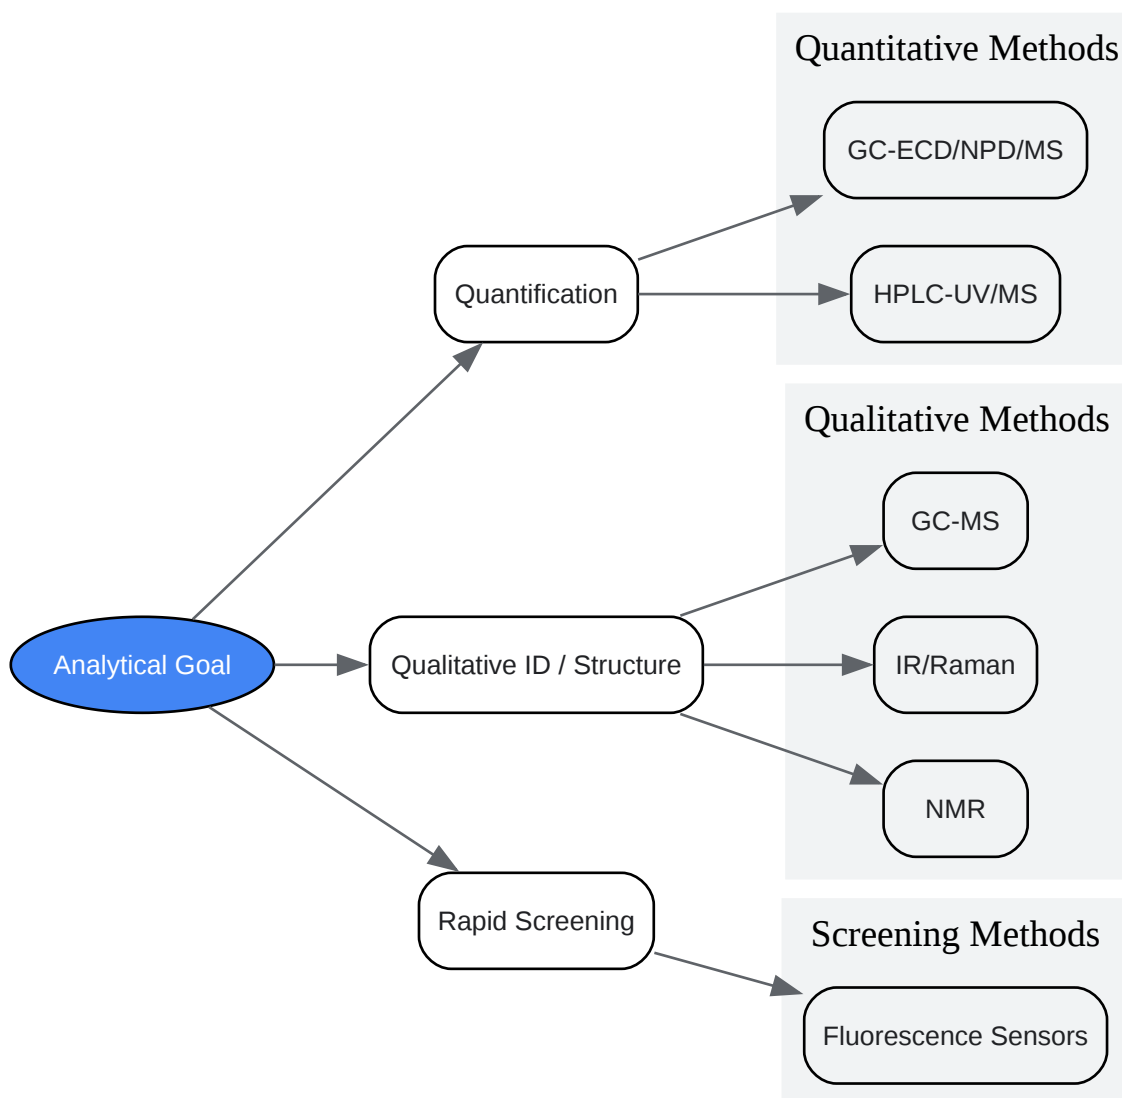 Quantitative Methods
GC-ECD/NPD/MS
Quantification
HPLC-UV/MS
Qualitative Methods
GC-MS
Analytical Goal
Qualitative ID / Structure
IR/Raman
NMR
Rapid Screening
Screening Methods
Fluorescence Sensors